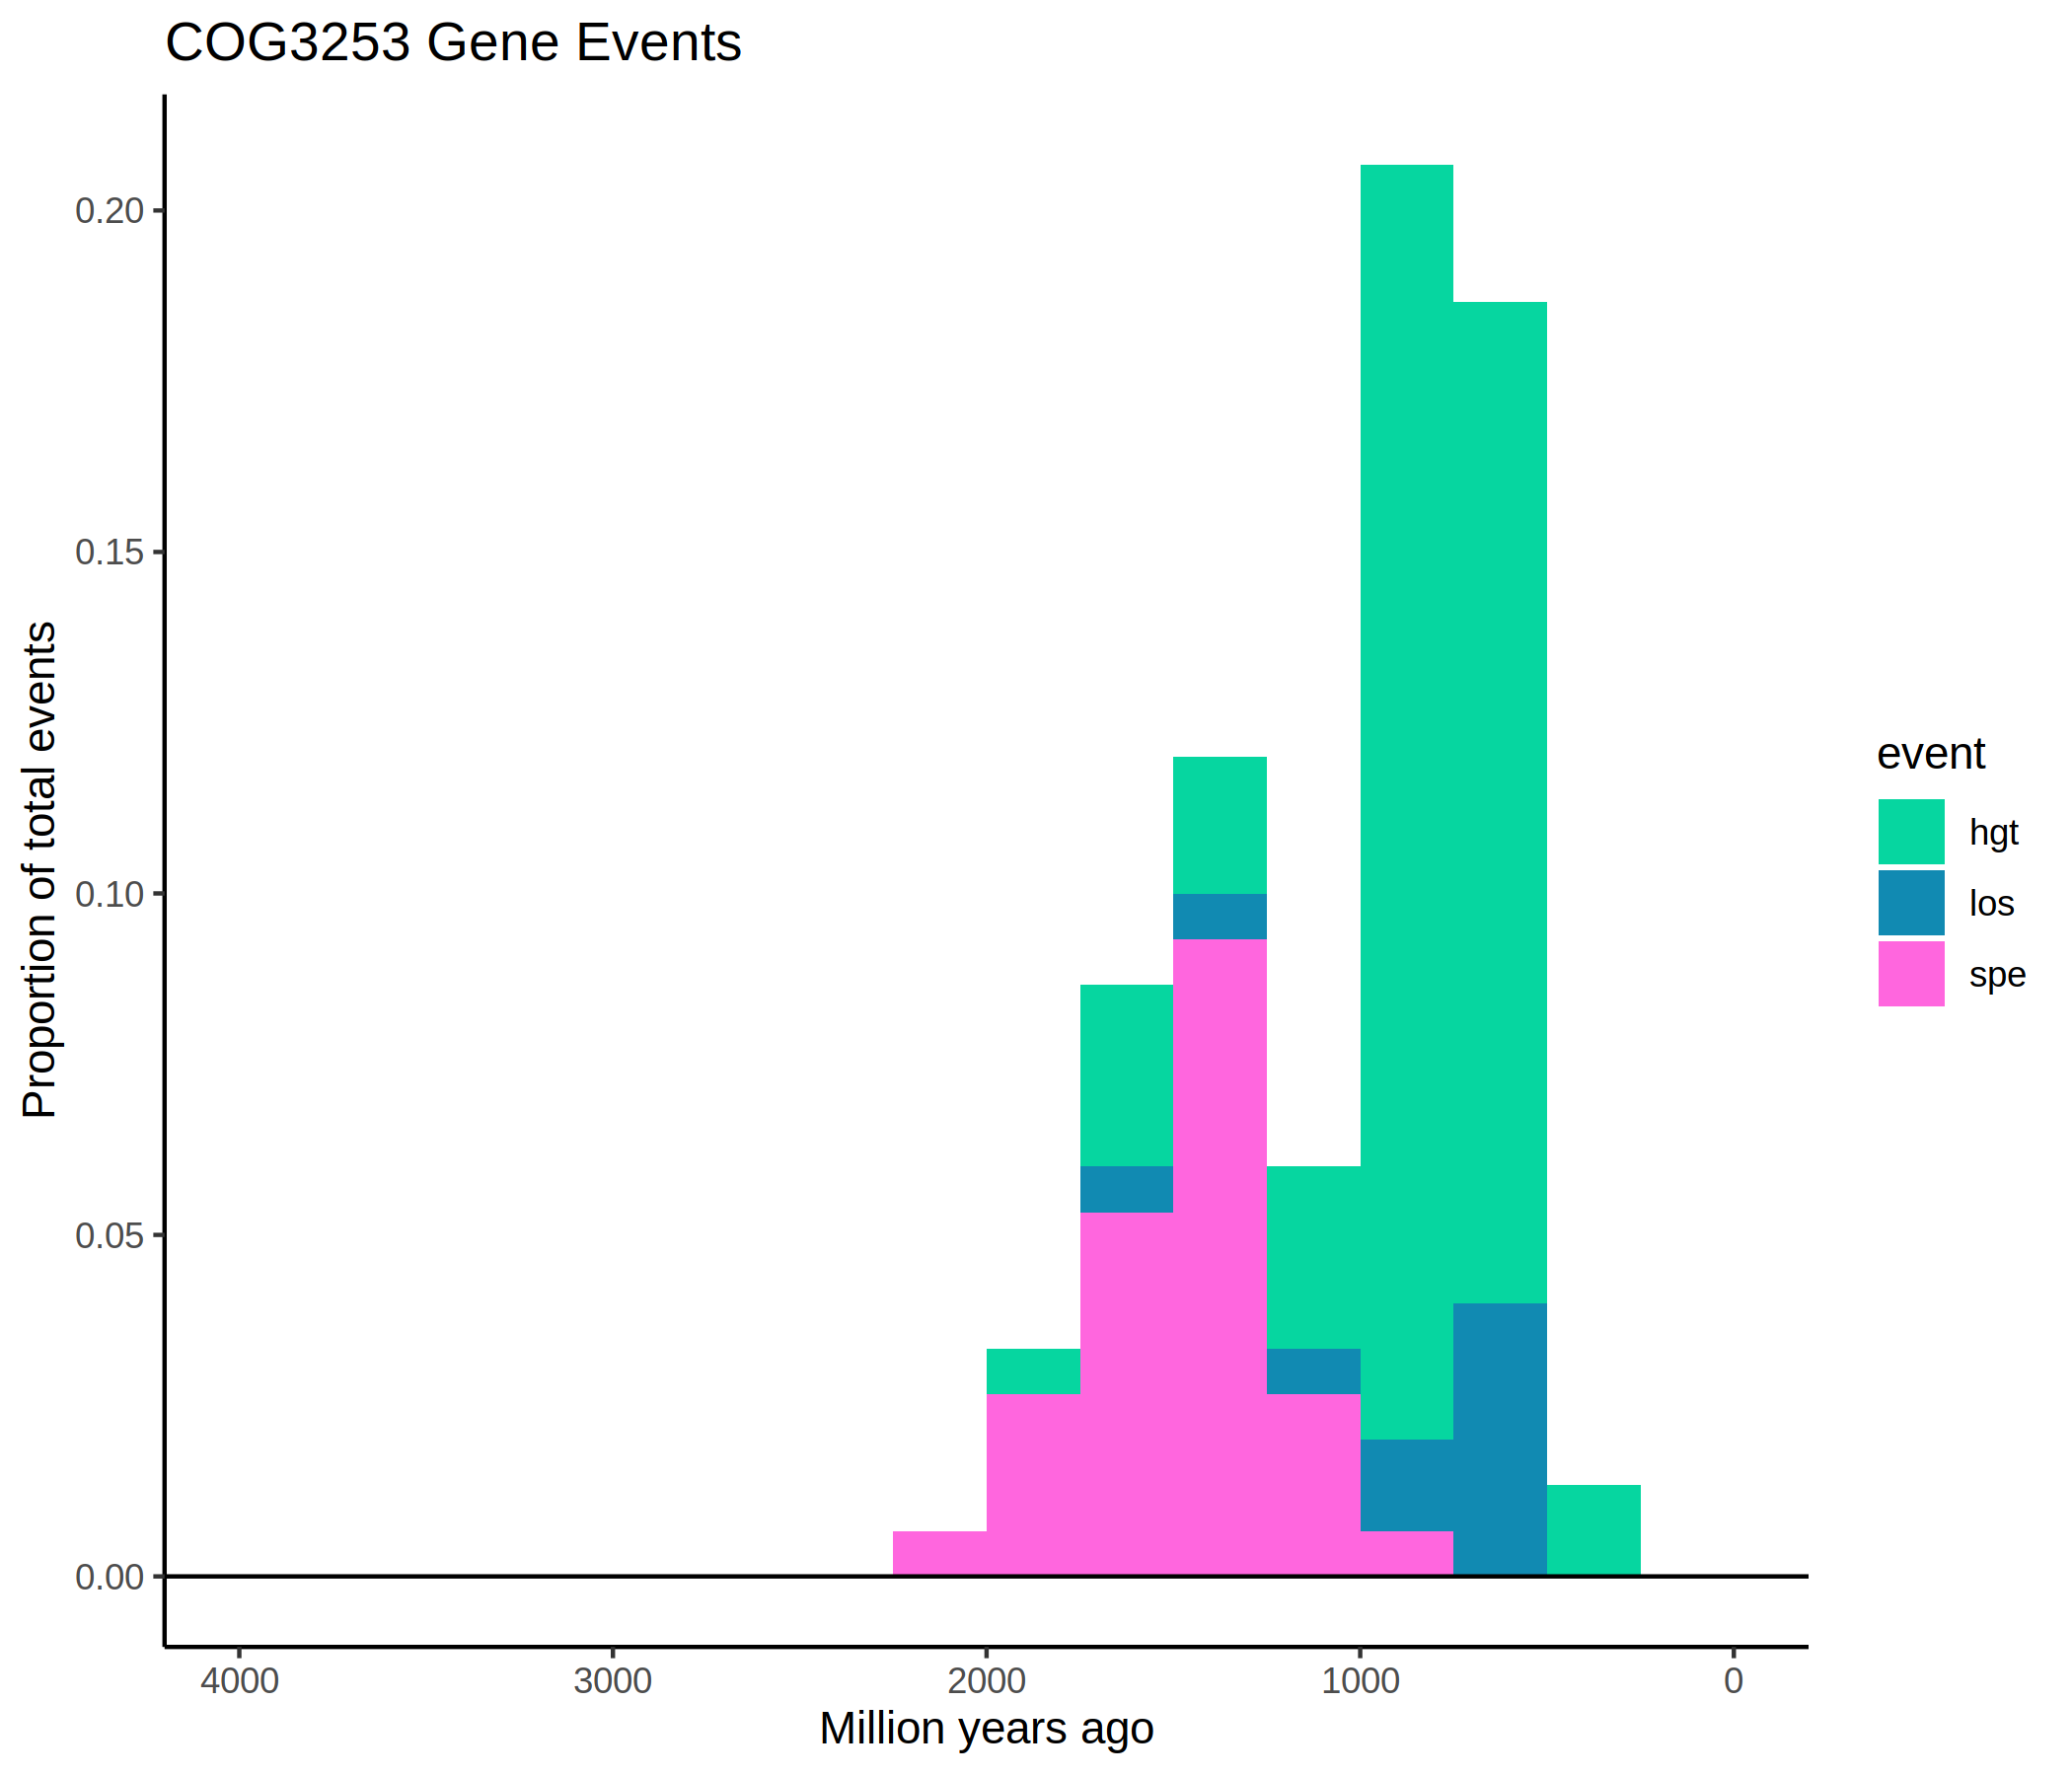 COG3253 Gene Events
Proportion of total events
0.20
0.15
0.10
0.05
0.00
4000 3000 2000 1000 0
Million years ago
event
hgt
los
spe